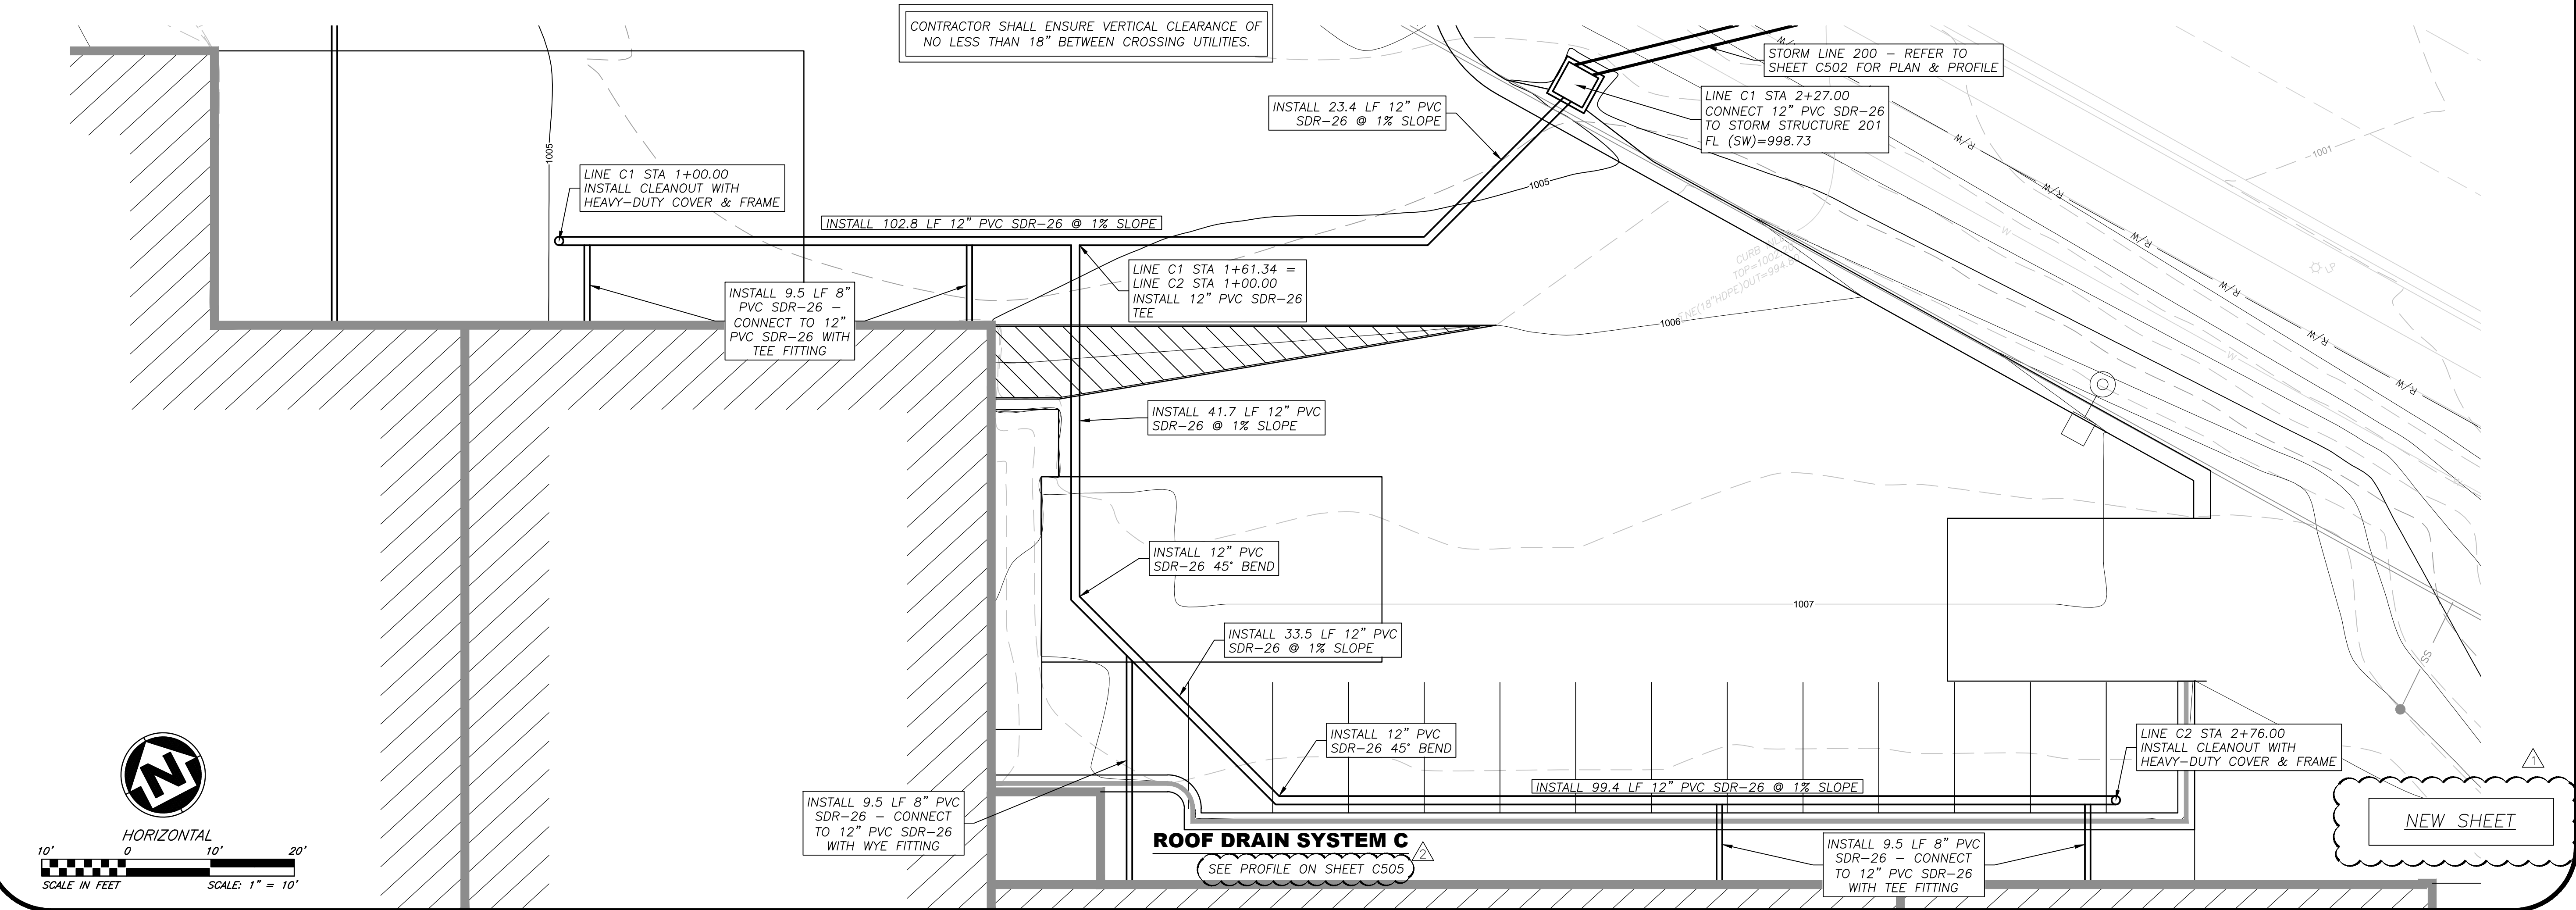 CONTRACTOR SHALL ENSURE VERTICAL CLEARANCE OF
NO LESS THAN 18" BETWEEN CROSSING UTILITIES.
STORM LINE 200 – REFER TO
SHEET C502 FOR PLAN & PROFILE
INSTALL 23.4 LF 12" PVC
SDR-26 @ 1% SLOPE
LINE C1 STA 2+27.00
CONNECT 12" PVC SDR-26
TO STORM STRUCTURE 201
FL (SW)=998.73
R/W
R/W
R/W
R/W
R/W
R/W
R/W
1001
1005
1005
LINE C1 STA 1+00.00
INSTALL CLEANOUT WITH
HEAVY-DUTY COVER & FRAME
INSTALL 102.8 LF 12" PVC SDR-26 @ 1% SLOPE
LINE C1 STA 1+61.34 =
LINE C2 STA 1+00.00
INSTALL 12" PVC SDR-26
TEE
W
LP
CURB
INSTALL 9.5 LF 8"
PVC SDR-26 –
CONNECT TO 12"
PVC SDR-26 WITH
TEE FITTING
1006
W
INSTALL 41.7 LF 12" PVC
SDR-26 @ 1% SLOPE
INSTALL 12" PVC
SDR-26 45° BEND
1007
INSTALL 33.5 LF 12" PVC
SDR-26 @ 1% SLOPE
SS
INSTALL 12" PVC
SDR-26 45° BEND
LINE C2 STA 2+76.00
INSTALL CLEANOUT WITH
HEAVY-DUTY COVER & FRAME
1
INSTALL 99.4 LF 12" PVC SDR-26 @ 1% SLOPE
INSTALL 9.5 LF 8" PVC
SDR-26 – CONNECT
TO 12" PVC SDR-26
WITH WYE FITTING
NEW SHEET
N
HORIZONTAL
10' 0 10' 20'
SCALE IN FEET SCALE: 1" = 10'
ROOF DRAIN SYSTEM C
2
SEE PROFILE ON SHEET C505
INSTALL 9.5 LF 8" PVC
SDR-26 – CONNECT
TO 12" PVC SDR-26
WITH TEE FITTING